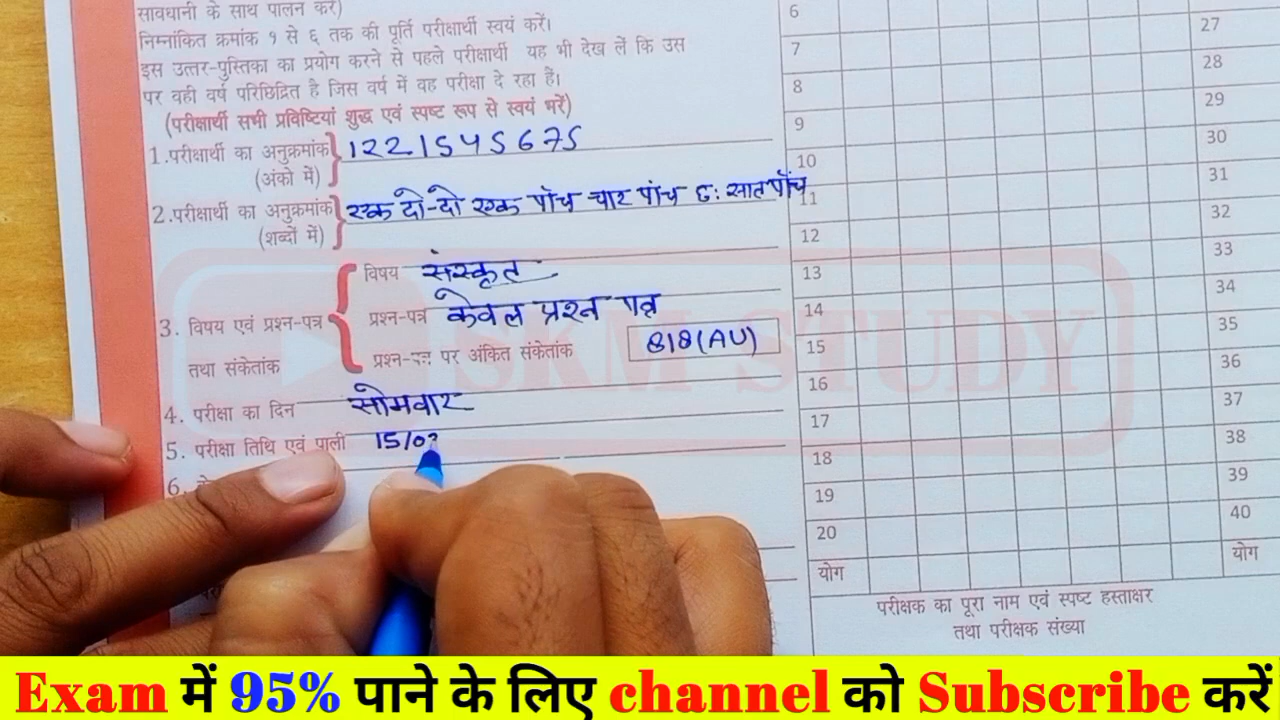 सावधानी के साथ पालन करें)
निम्नांकित क्रमांक १ से ६ तक की पूर्ति परीक्षार्थी स्वयं करें।
इस उत्तर-पुस्तिका का प्रयोग करने से पहले परीक्षार्थी यह भी देख लें कि उस
पर वही वर्ष परिछिद्रित है जिस वर्ष में वह परीक्षा दे रहा हैं।
(परीक्षार्थी सभी प्रविष्टियां शुद्ध एवं स्पष्ट रूप से स्वयं भरें)
1.परीक्षार्थी का अनुक्रमांक 1221545675
(अंको में)
2.परीक्षार्थी का अनुक्रमांक एक दो-दो एक पाँच चार पांच छ: सात पाँच
(शब्दों में)
विषय संस्कृत
3. विषय एवं प्रश्न-पत्र प्रश्न-पत्र केवल प्रश्न पत्र
तथा संकेतांक प्रश्न-पत्र पर अंकित संकेतांक 818(AU)
4. परीक्षा का दिन सोमवार
5. परीक्षा तिथि एवं पाली 15/0
6.
6
7 27
8 28
9 29
10 30
11 31
12 32
13 33
14 34
15 35
16 36
17 37
18 38
19 39
20 40
योग योग
परीक्षक का पूरा नाम एवं स्पष्ट हस्ताक्षर
तथा परीक्षक संख्या
SKM STUDY
Exam में 95% पाने के लिए channel को Subscribe करें